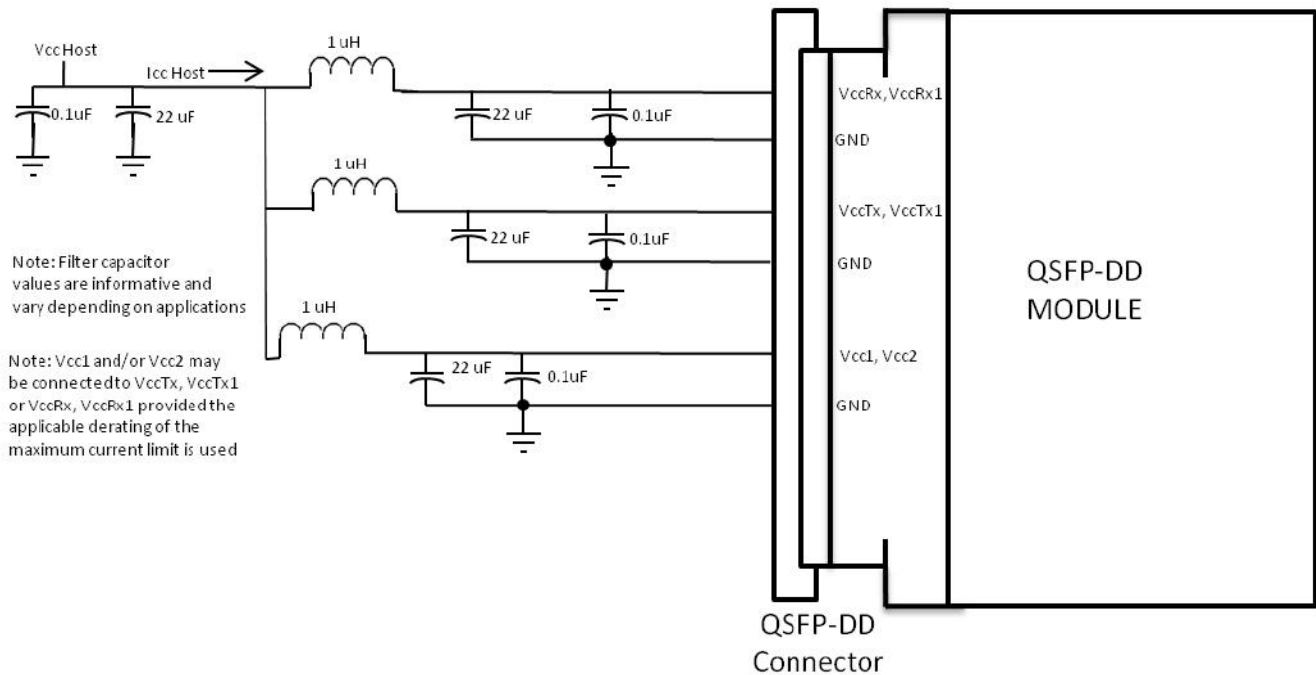 Vcc Host
Icc Host
1 uH
0.1uF
22 uF
22 uF
0.1uF
VccRx, VccRx1
GND
1 uH
22 uF
0.1uF
VccTx, VccTx1
GND
Note: Filter capacitor
values are informative and
vary depending on applications
QSFP-DD
MODULE
1 uH
22 uF
0.1uF
Vcc1, Vcc2
GND
Note: Vcc1 and/or Vcc2 may
be connected to VccTx, VccTx1
or VccRx, VccRx1 provided the
applicable derating of the
maximum current limit is used
QSFP-DD
Connector